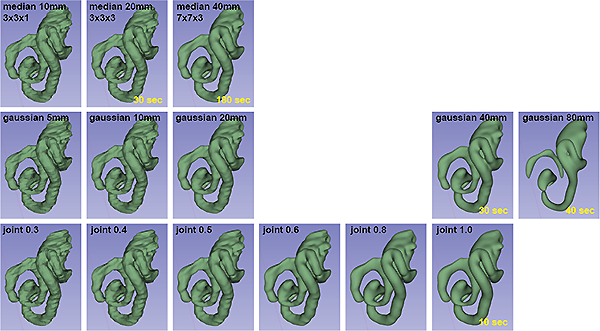 median 10mm
3x3x1
median 20mm
3x3x3
30 sec
median 40mm
7x7x3
180 sec
gaussian 5mm
gaussian 10mm
gaussian 20mm
gaussian 40mm
30 sec
gaussian 80mm
40 sec
joint 0.3
joint 0.4
joint 0.5
joint 0.6
joint 0.8
joint 1.0
10 sec